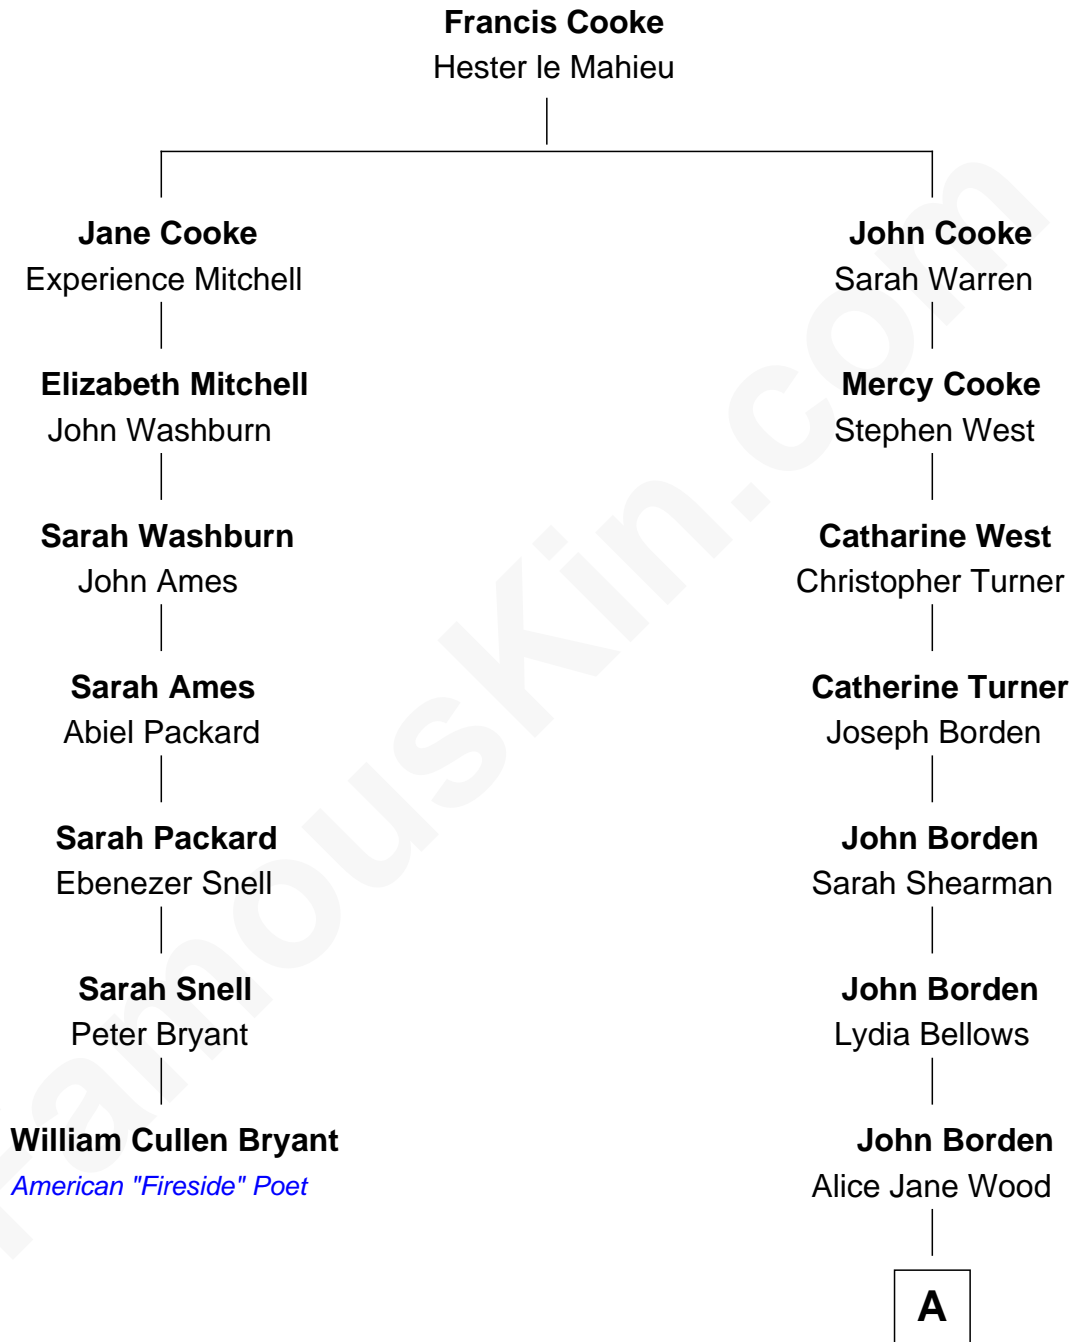 Francis Cooke
Hester le Mahieu
Jane Cooke
Experience Mitchell
John Cooke
Sarah Warren
Elizabeth Mitchell
John Washburn
Mercy Cooke
Stephen West
Sarah Washburn
John Ames
Catharine West
Christopher Turner
Sarah Ames
Abiel Packard
Catherine Turner
Joseph Borden
Sarah Packard
Ebenezer Snell
John Borden
Sarah Shearman
Sarah Snell
Peter Bryant
John Borden
Lydia Bellows
William Cullen Bryant
American "Fireside" Poet
John Borden
Alice Jane Wood
A
FamousKin.com